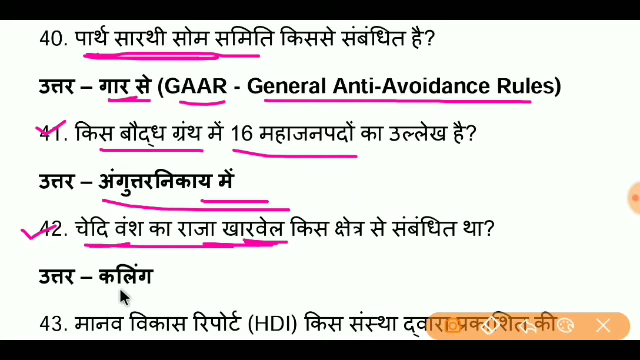 40. पार्थ सारथी सोम समिति किससे संबंधित है?
उत्तर – गार से (GAAR - General Anti-Avoidance Rules)
41. किस बौद्ध ग्रंथ में 16 महाजनपदों का उल्लेख है?
उत्तर – अंगुत्तरनिकाय में
42. चेदि वंश का राजा खारवेल किस क्षेत्र से संबंधित था?
उत्तर – कलिंग
43. मानव विकास रिपोर्ट (HDI) किस संस्था द्वारा प्रकाशित की